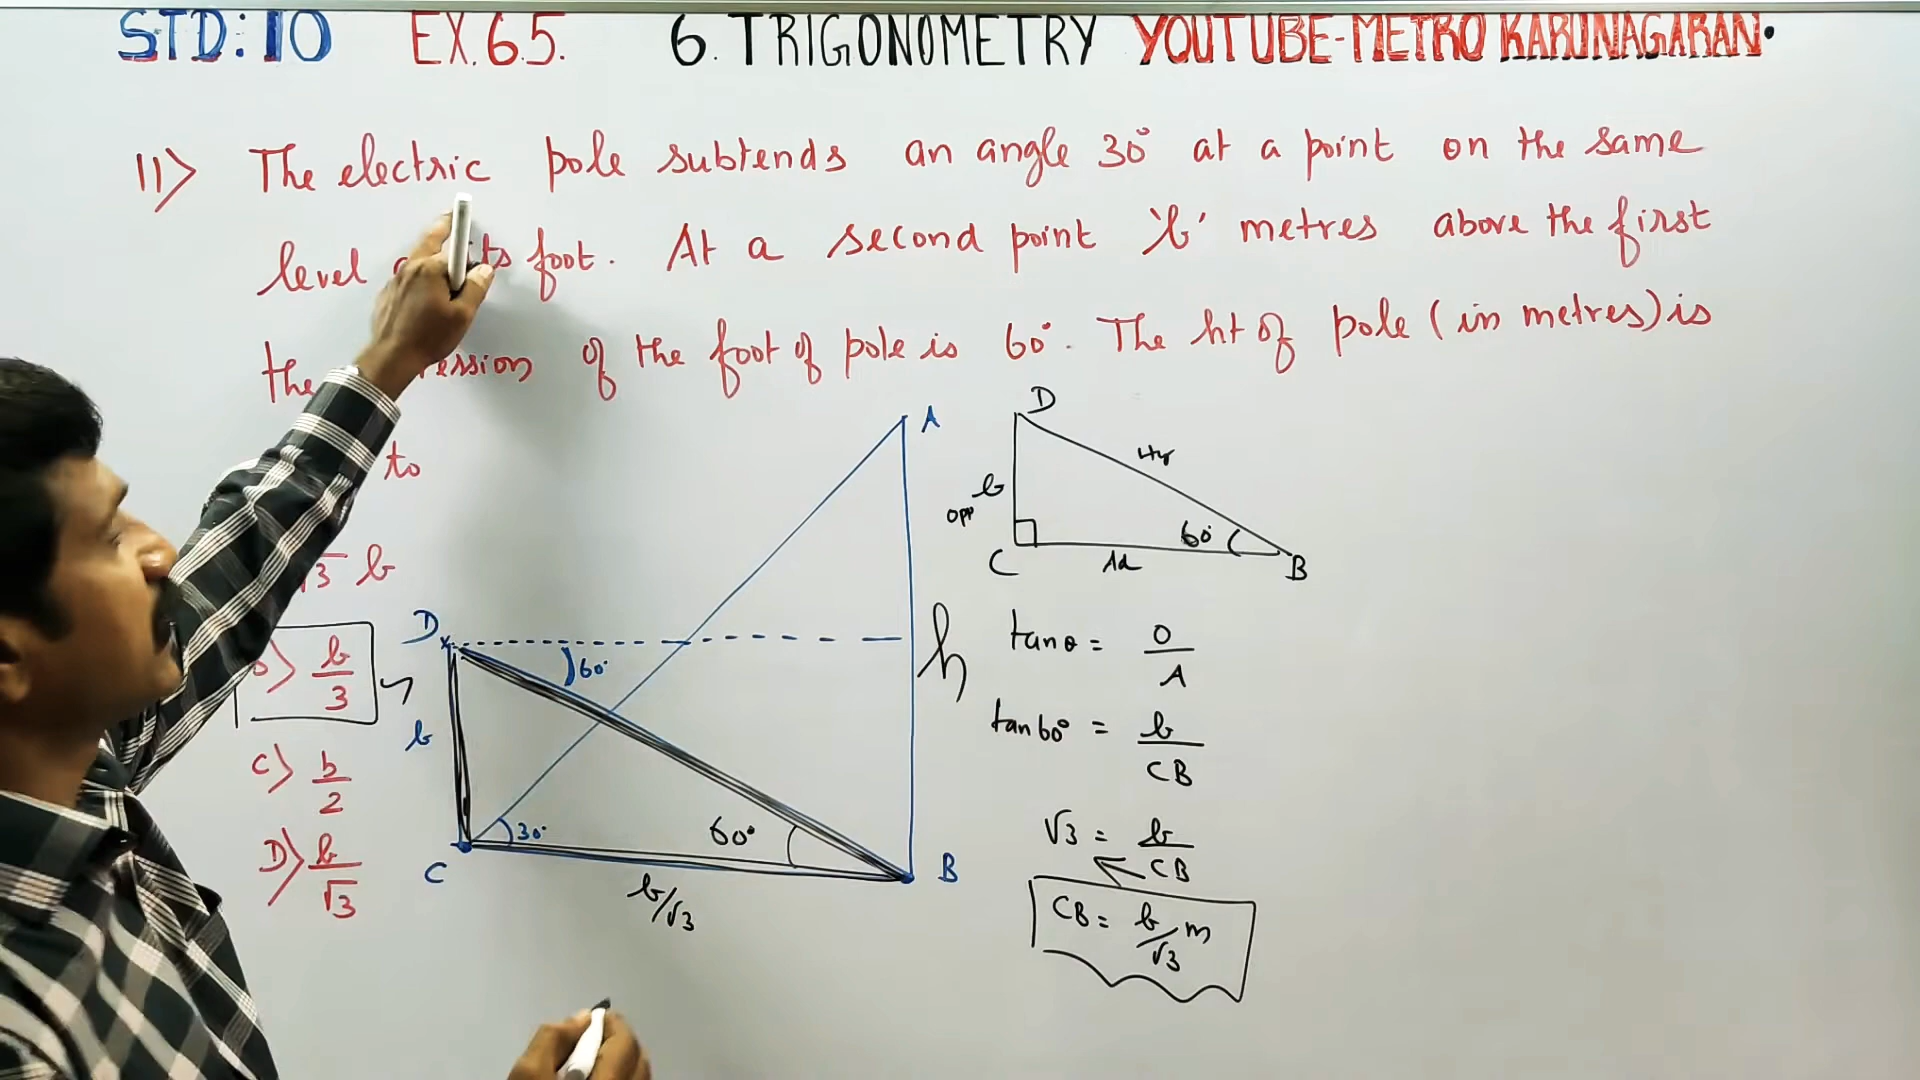 STD: 10 EX.6.5. 6. TRIGONOMETRY YOUTUBE-METRO KARUNAGARAN.
11) The electric pole subtends an angle 30° at a point on the same
level foot. At a second point 'b' metres above the first
the of the foot of pole is 60°. The ht of pole (in metres) is
to
√3 b
b/3
C) b/2
D) b/√3
A
D
60°
b
h
30°
60°
C
B
b/√3
D
Hy
b
opp
60°
C
Ad
B
tanθ = O/A
tan60° = b/CB
√3 = b/CB
CB = b/√3 m